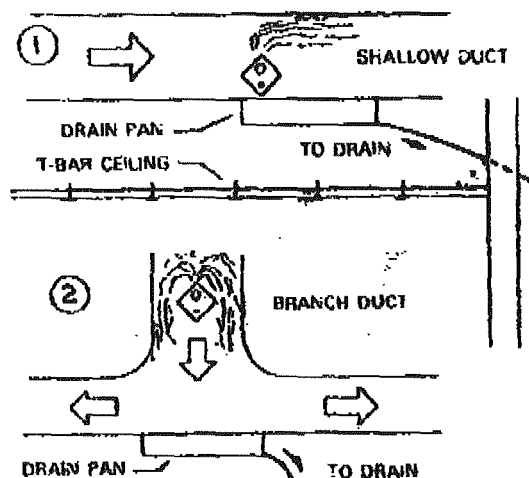 1
SHALLOW DUCT
DRAIN PAN
TO DRAIN
T-BAR CEILING
2
BRANCH DUCT
DRAIN PAN
TO DRAIN